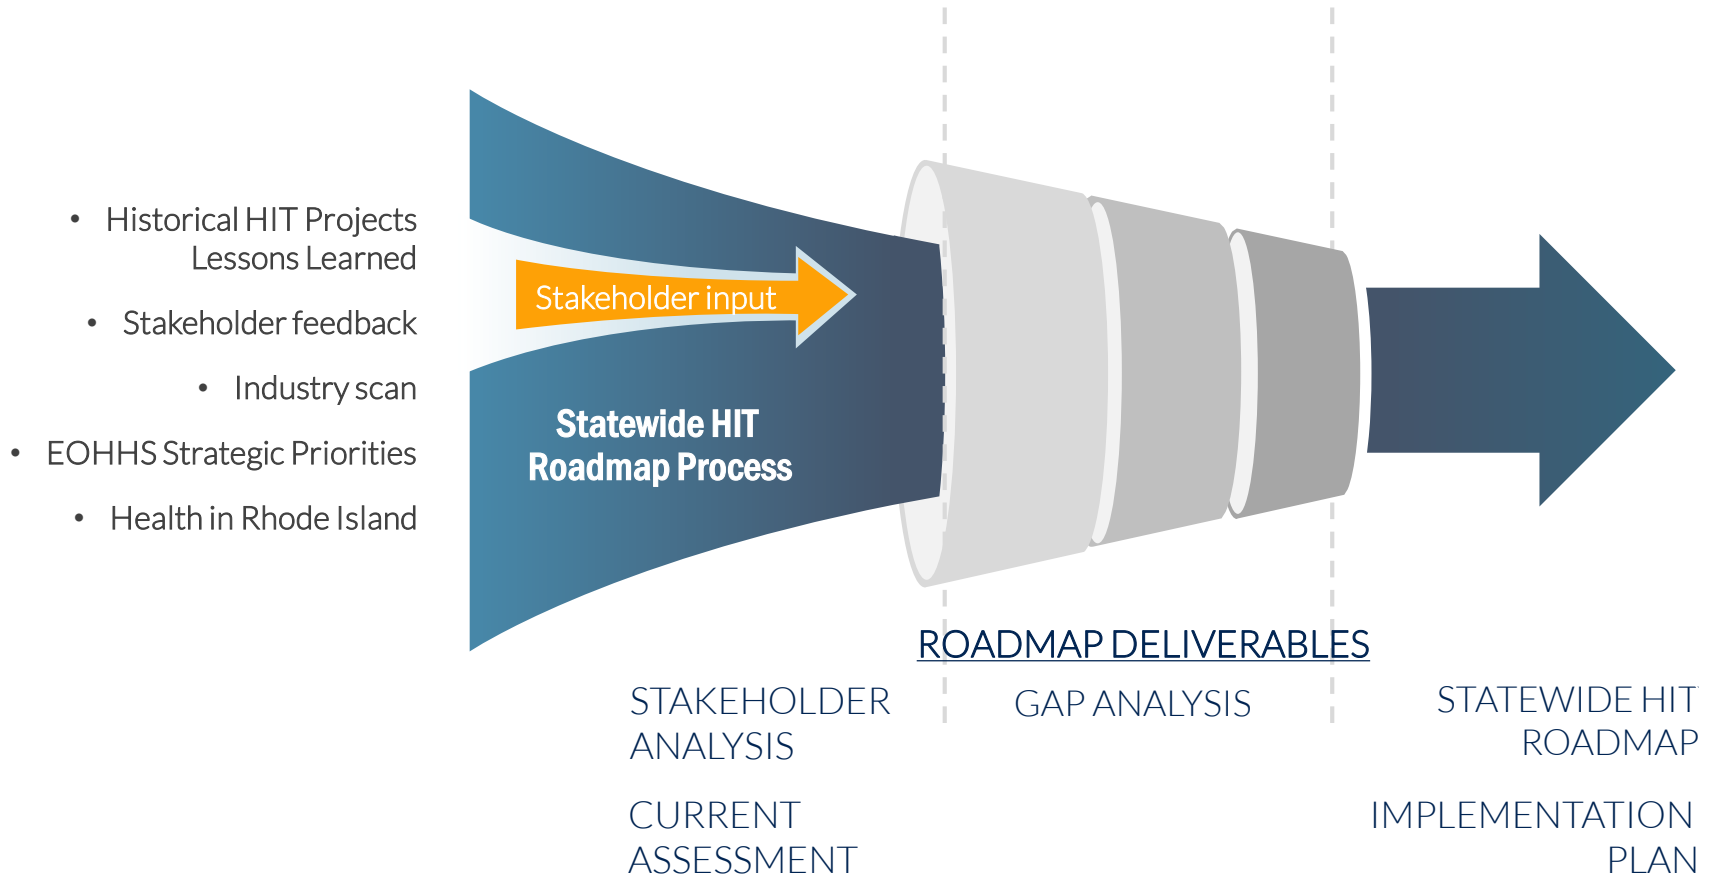 • Historical HIT Projects
Lessons Learned
• Stakeholder feedback
• Industry scan
• EOHHS Strategic Priorities
• Health in Rhode Island
Stakeholder input
Statewide HIT
Roadmap Process
ROADMAP DELIVERABLES
STAKEHOLDER
ANALYSIS
CURRENT
ASSESSMENT
GAP ANALYSIS
STATEWIDE HIT
ROADMAP
IMPLEMENTATION
PLAN